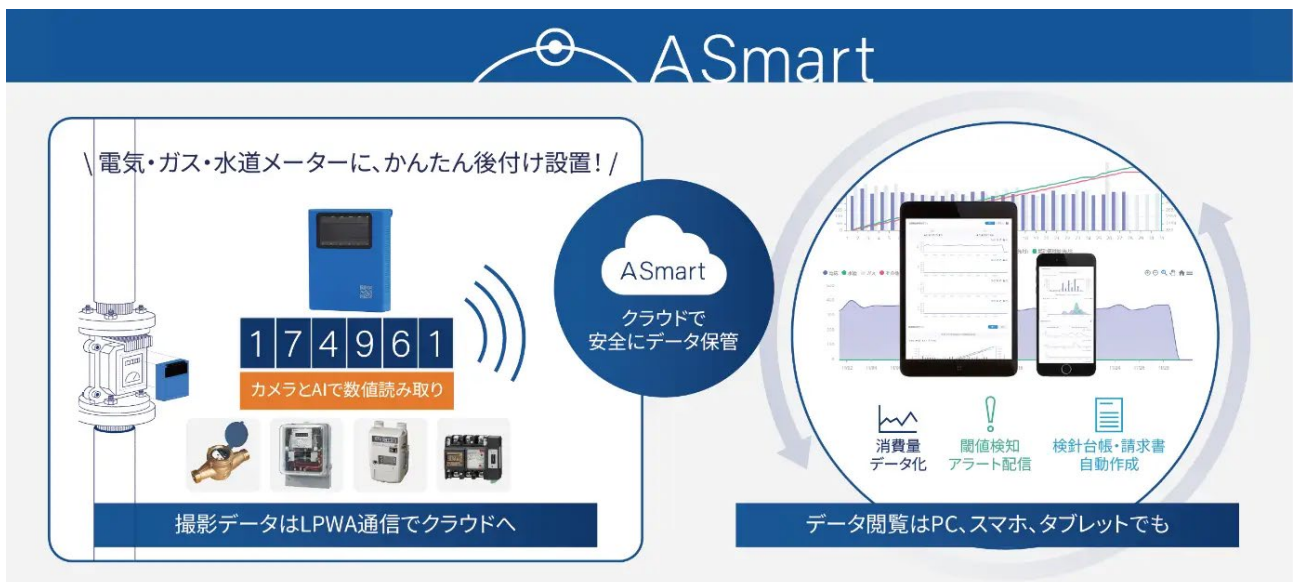 ASmart
\ 電気・ガス・水道メーターに、かんたん後付け設置! /
174961
カメラとAIで数値読み取り
撮影データはLPWA通信でクラウドへ
ASmart
クラウドで
安全にデータ保管
消費量
データ化
閾値検知
アラート配信
検針台帳・請求書
自動作成
データ閲覧はPC、スマホ、タブレットでも